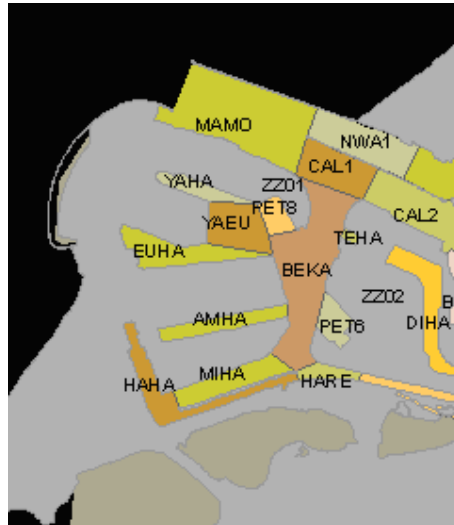 MAMO
NWA1
CAL1
YAHA
ZZ01
PET8
CAL2
YAEU
TEHA
EUHA
BEKA
ZZ02
B
AMHA
PET6
DIHA
HAHA
MIHA
HARE